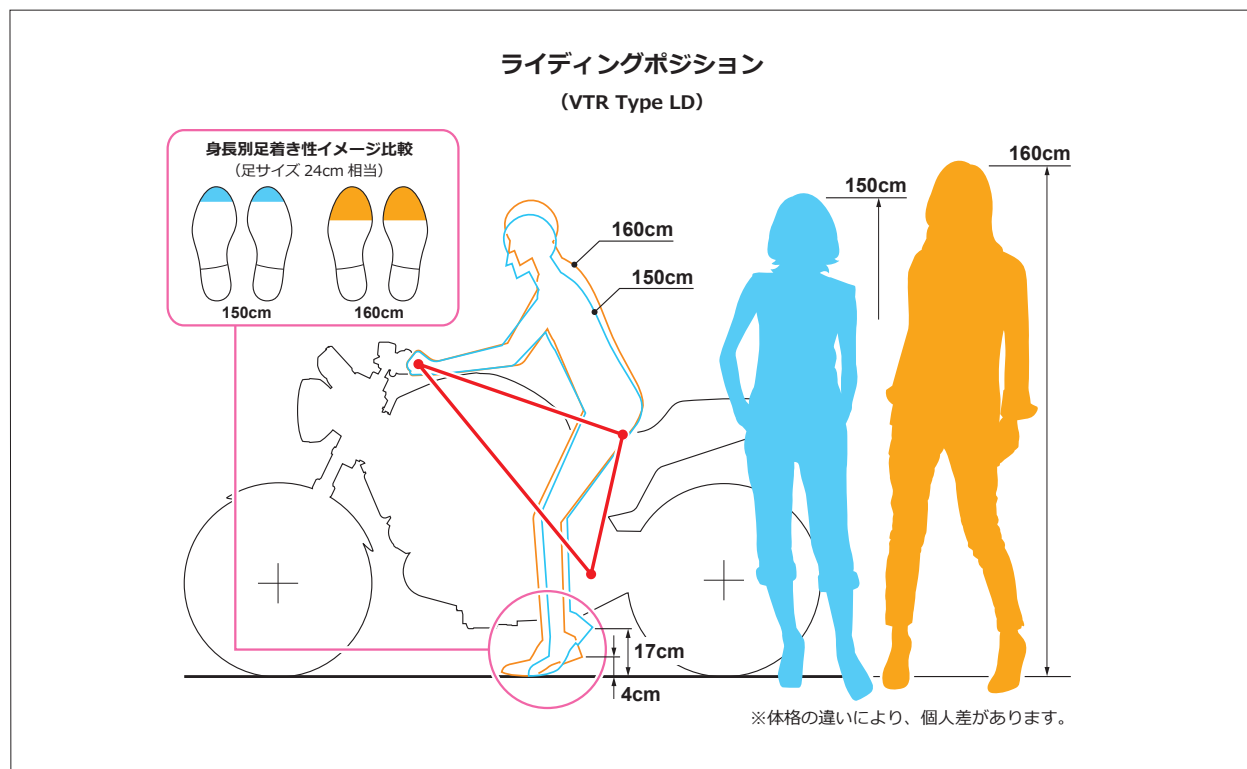 ライディングポジション
(VTR Type LD)
身長別足着き性イメージ比較
(足サイズ 24cm 相当)
150cm
160cm
160cm
150cm
150cm
160cm
17cm
4cm
※体格の違いにより、個人差があります。